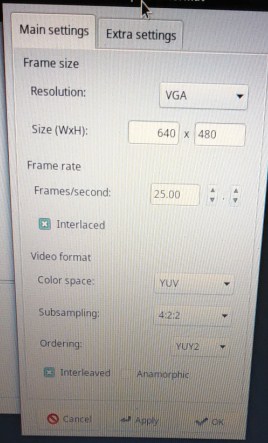 Main settings Extra settings
Frame size
Resolution: VGA
Size (WxH): 640 x 480
Frame rate
Frames/second: 25.00
Interlaced
Video format
Color space: YUV
Subsampling: 4:2:2
Ordering: YUY2
Interleaved Anamorphic
Cancel Apply OK